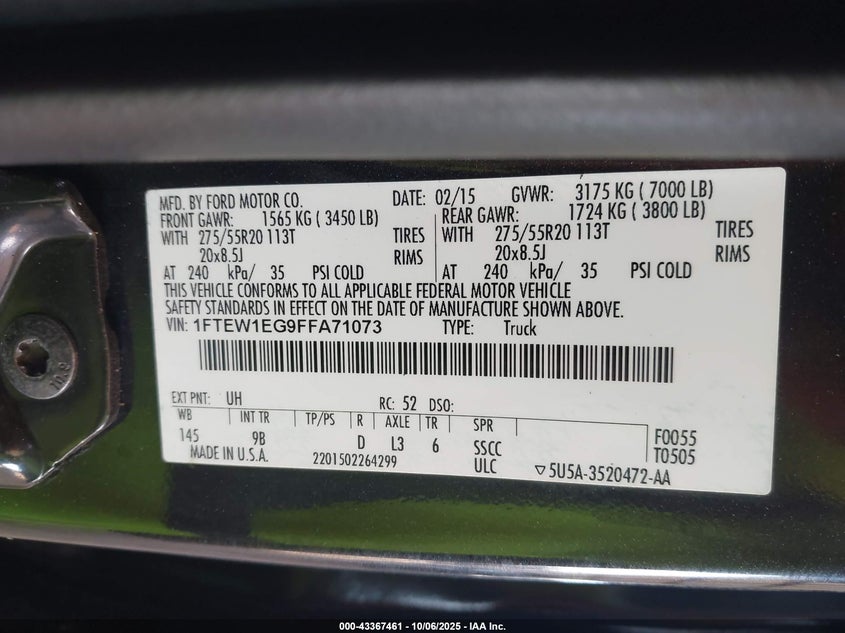 MFD. BY FORD MOTOR CO. DATE: 02/15 GVWR: 3175 KG ( 7000 LB)
FRONT GAWR: 1565 KG ( 3450 LB) REAR GAWR: 1724 KG ( 3800 LB)
WITH 275/55R20 113T TIRES WITH 275/55R20 113T TIRES
20x8.5J RIMS 20x8.5J RIMS
AT 240 kPa/ 35 PSI COLD AT 240 kPa/ 35 PSI COLD
THIS VEHICLE CONFORMS TO ALL APPLICABLE FEDERAL MOTOR VEHICLE
SAFETY STANDARDS IN EFFECT ON THE DATE OF MANUFACTURE SHOWN ABOVE.
VIN: 1FTEW1EG9FFA71073 TYPE: Truck
EXT PNT: UH RC: 52 DSO:
WB INT TR TP/PS R AXLE TR SPR
145 9B D L3 6 SSCC F0055
MADE IN U.S.A. 2201502264299 ULC T0505
5U5A-3520472-AA
10.9
000-43367461 - 10/06/2025 - IAA Inc.